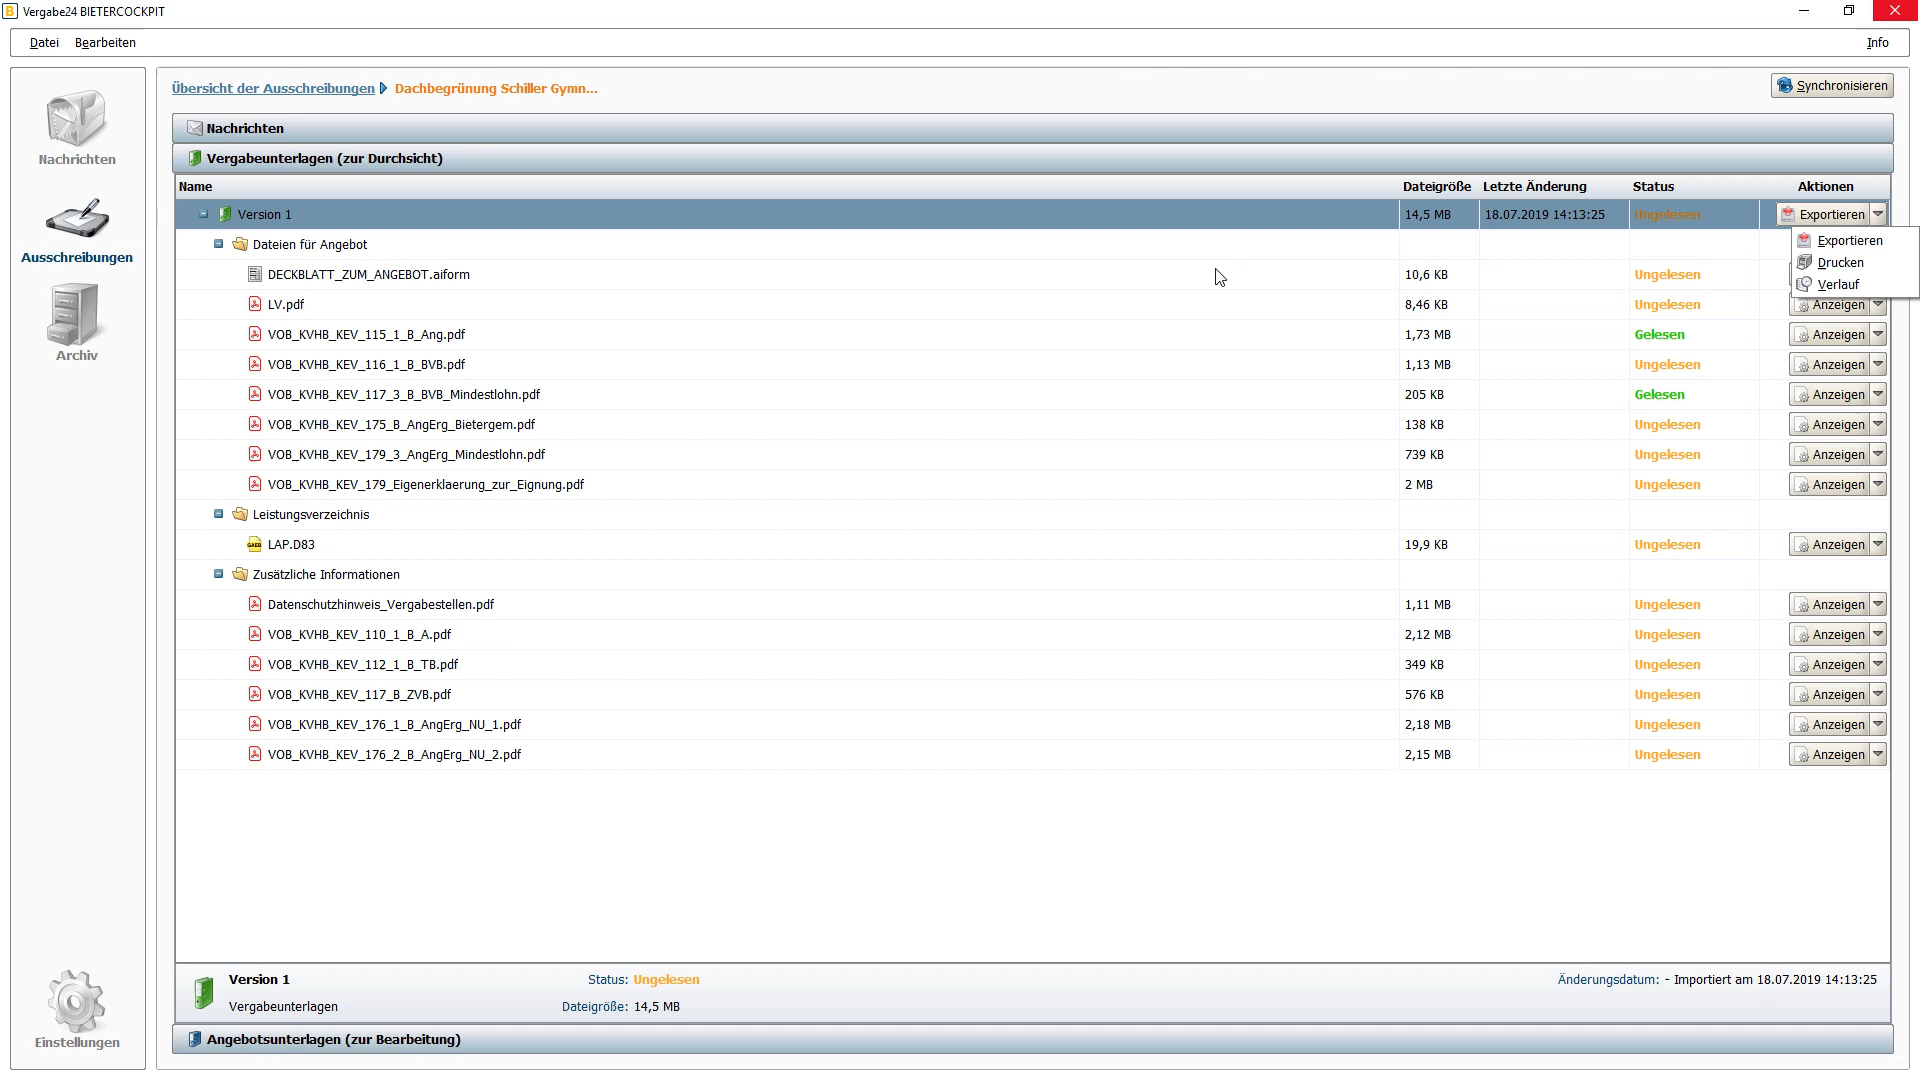 Vergabe24 BIETERCOCKPIT
Datei Bearbeiten Info
Übersicht der Ausschreibungen Dachbegrünung Schiller Gymn... Synchronisieren
Nachrichten
Ausschreibungen
Archiv
Einstellungen
Nachrichten
Vergabeunterlagen (zur Durchsicht)
Name Dateigröße Letzte Änderung Status Aktionen
Version 1 14,5 MB 18.07.2019 14:13:25 Ungelesen Exportieren
Exportieren
Drucken
Verlauf
Dateien für Angebot
DECKBLATT_ZUM_ANGEBOT.aiform 10,6 KB Ungelesen
LV.pdf 8,46 KB Ungelesen Anzeigen
VOB_KVHB_KEV_115_1_B_Ang.pdf 1,73 MB Gelesen Anzeigen
VOB_KVHB_KEV_116_1_B_BVB.pdf 1,13 MB Ungelesen Anzeigen
VOB_KVHB_KEV_117_3_B_BVB_Mindestlohn.pdf 205 KB Gelesen Anzeigen
VOB_KVHB_KEV_175_B_AngErg_Bietergem.pdf 138 KB Ungelesen Anzeigen
VOB_KVHB_KEV_179_3_AngErg_Mindestlohn.pdf 739 KB Ungelesen Anzeigen
VOB_KVHB_KEV_179_Eigenerklaerung_zur_Eignung.pdf 2 MB Ungelesen Anzeigen
Leistungsverzeichnis
LAP.D83 19,9 KB Ungelesen Anzeigen
Zusätzliche Informationen
Datenschutzhinweis_Vergabestellen.pdf 1,11 MB Ungelesen Anzeigen
VOB_KVHB_KEV_110_1_B_A.pdf 2,12 MB Ungelesen Anzeigen
VOB_KVHB_KEV_112_1_B_TB.pdf 349 KB Ungelesen Anzeigen
VOB_KVHB_KEV_117_B_ZVB.pdf 576 KB Ungelesen Anzeigen
VOB_KVHB_KEV_176_1_B_AngErg_NU_1.pdf 2,18 MB Ungelesen Anzeigen
VOB_KVHB_KEV_176_2_B_AngErg_NU_2.pdf 2,15 MB Ungelesen Anzeigen
Version 1 Status: Ungelesen Änderungsdatum: - Importiert am 18.07.2019 14:13:25
Vergabeunterlagen Dateigröße: 14,5 MB
Angebotsunterlagen (zur Bearbeitung)